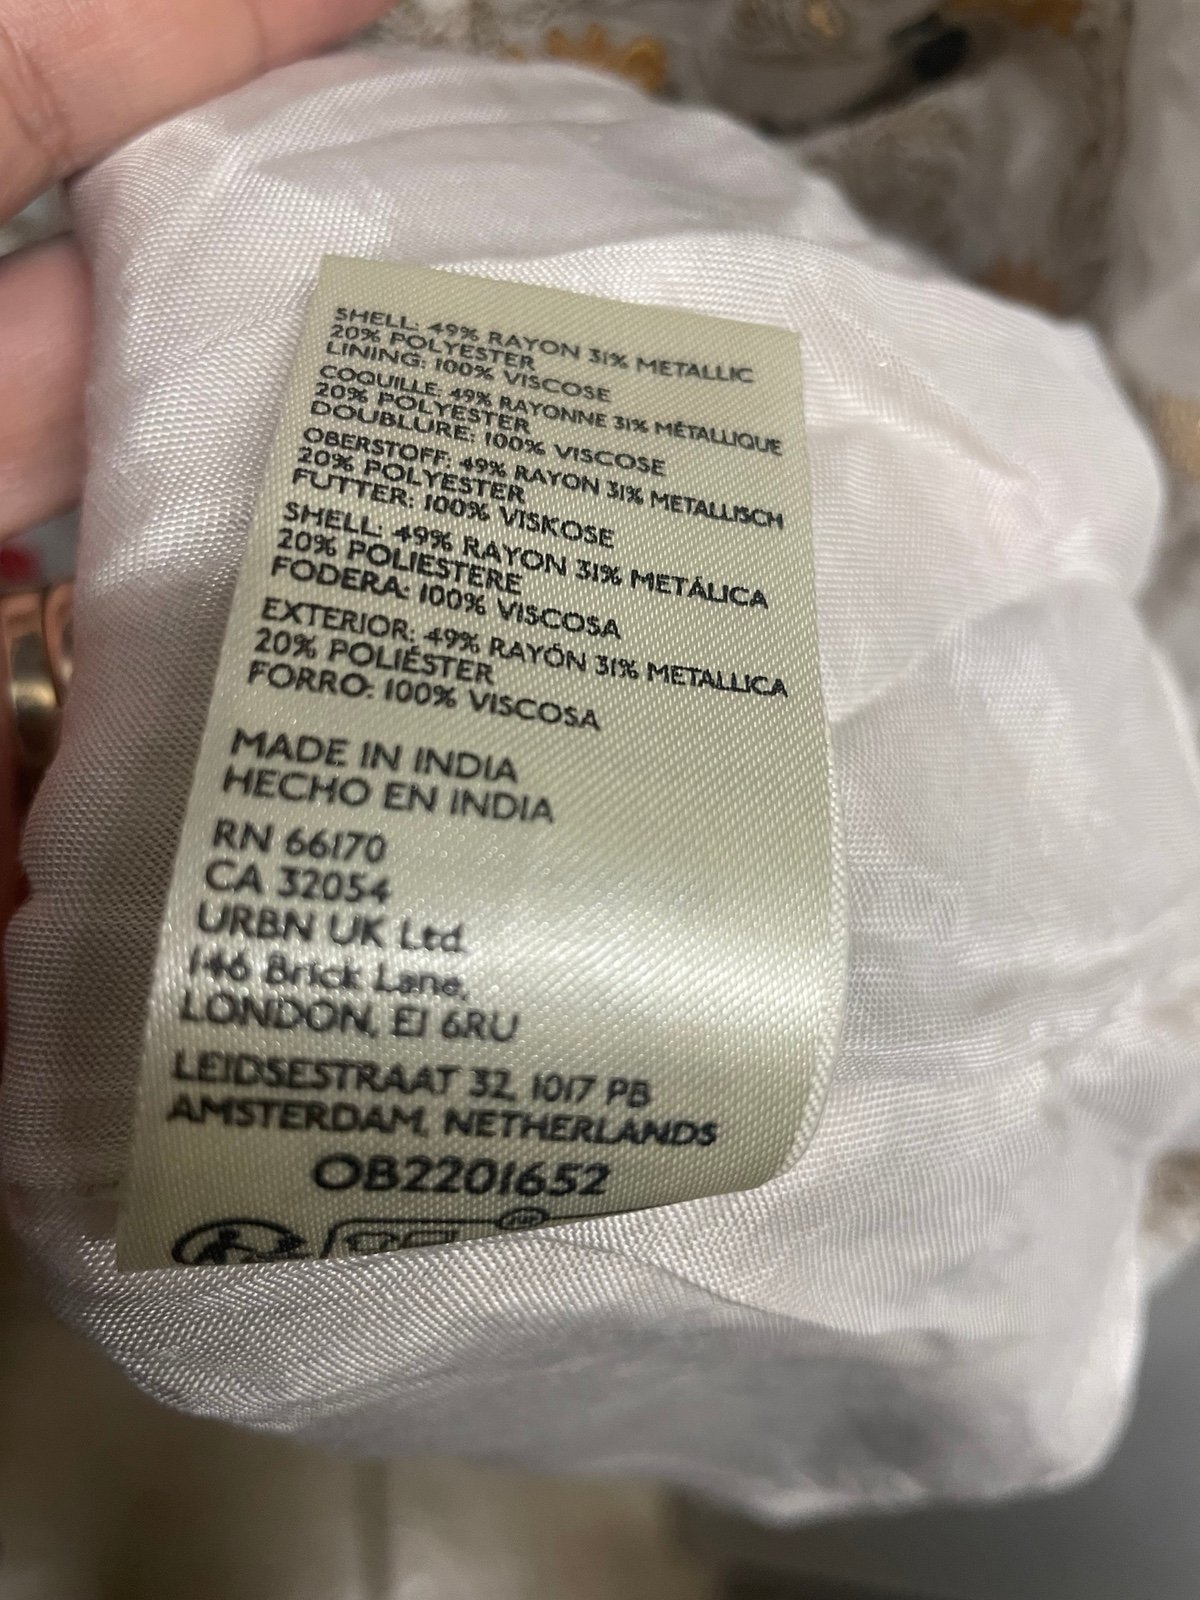 SHELL: 49% RAYON 31% METALLIC
20% POLYESTER
LINING: 100% VISCOSE
COQUILLE: 49% RAYONNE 31% MÉTALLIQUE
20% POLYESTER
DOUBLURE: 100% VISCOSE
OBERSTOFF: 49% RAYON 31% METALLISCH
20% POLYESTER
FUTTER: 100% VISKOSE
SHELL: 49% RAYON 31% METÁLICA
20% POLIESTERE
FODERA: 100% VISCOSA
EXTERIOR: 49% RAYÓN 31% METALLICA
20% POLIÉSTER
FORRO: 100% VISCOSA
MADE IN INDIA
HECHO EN INDIA
RN 66170
CA 32054
URBN UK Ltd.
146 Brick Lane,
LONDON, E1 6RU
LEIDSESTRAAT 32, 1017 PB
AMSTERDAM, NETHERLANDS
OB2201652